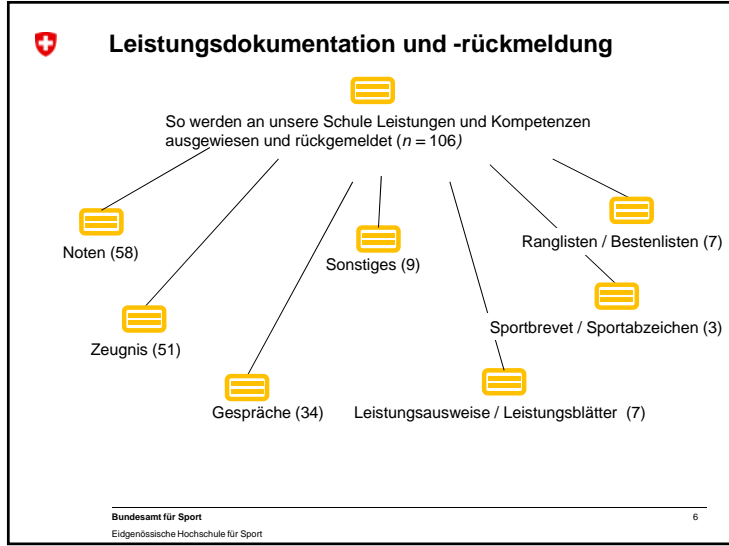 Leistungsdokumentation und -rückmeldung
So werden an unsere Schule Leistungen und Kompetenzen
ausgewiesen und rückgemeldet (n = 106)
Noten (58)
Ranglisten / Bestenlisten (7)
Sonstiges (9)
Sportbrevet / Sportabzeichen (3)
Zeugnis (51)
Gespräche (34)
Leistungsausweise / Leistungsblätter (7)
Bundesamt für Sport
6
Eidgenössische Hochschule für Sport